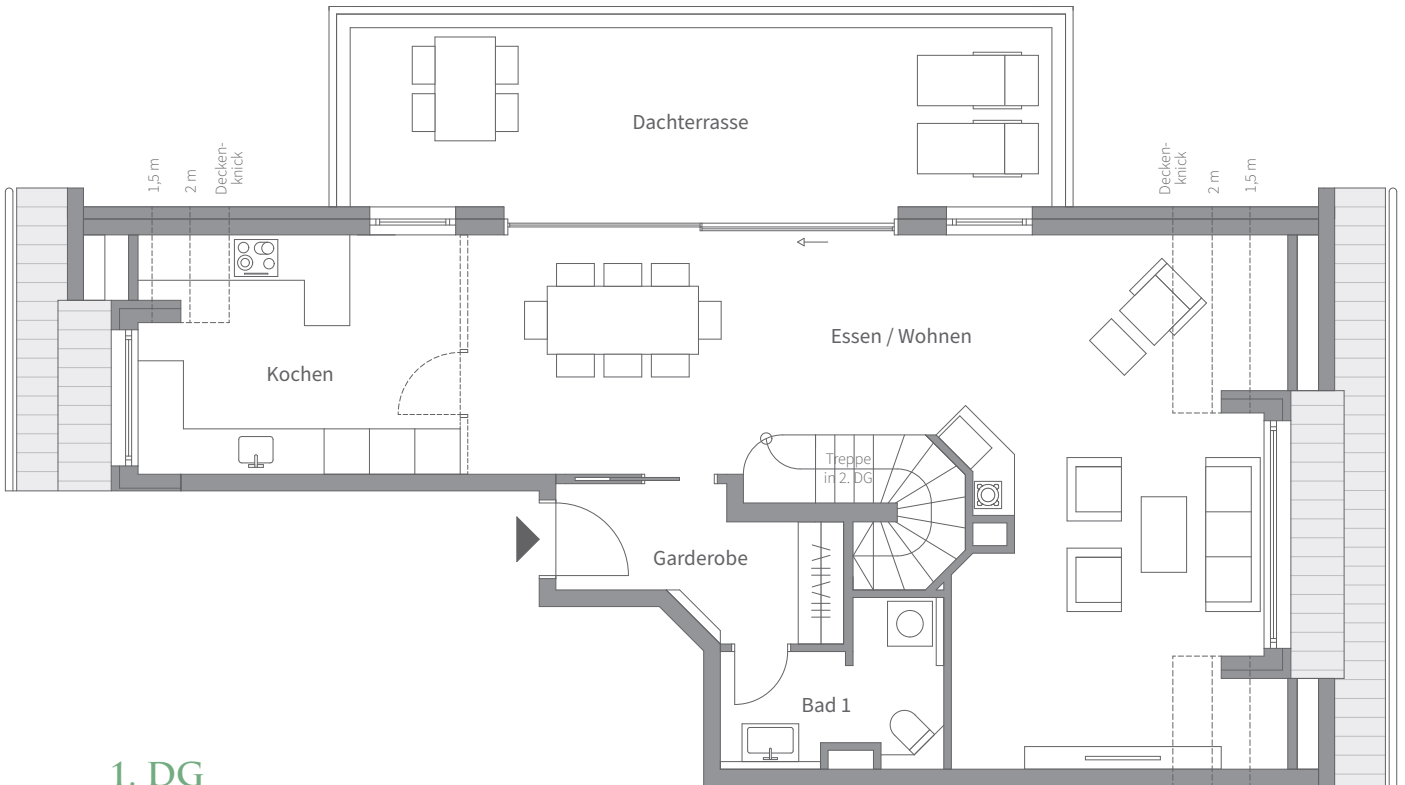 Dachterrasse
1,5 m
2 m
Decken-
knick
Decken-
knick
2 m
1,5 m
Essen / Wohnen
Kochen
Treppe
in 2. DG
Garderobe
Bad 1
1. DG